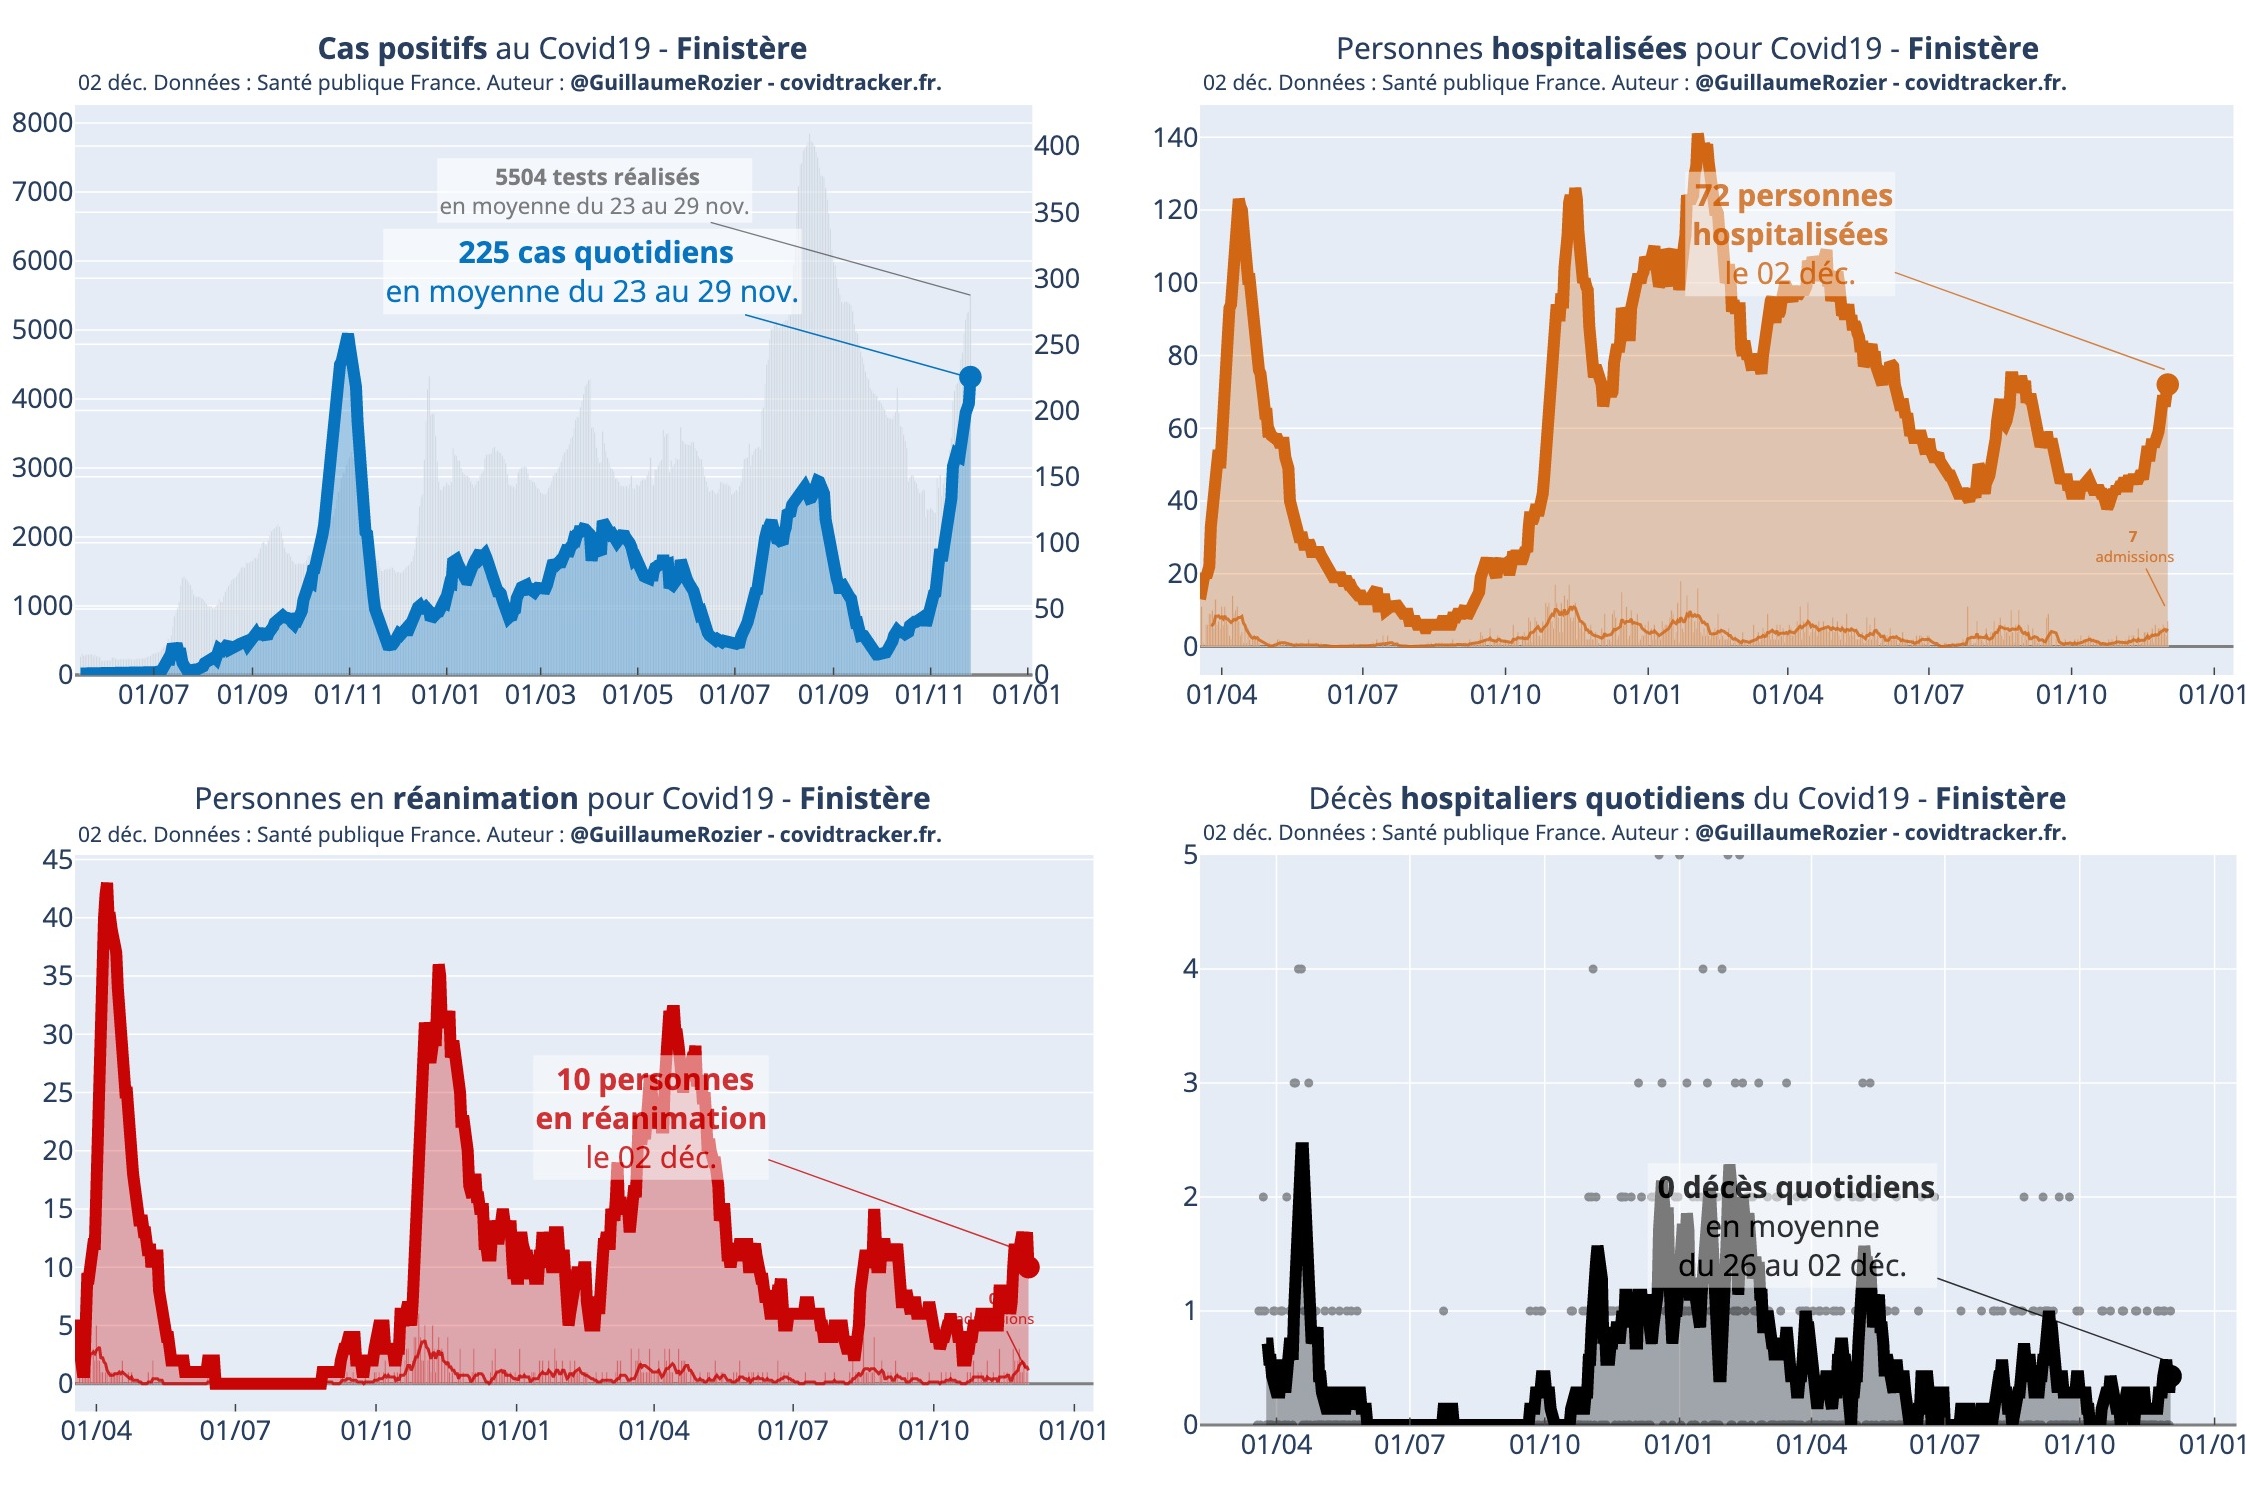 Cas positifs au Covid19 - Finistère
02 déc. Données : Santé publique France. Auteur : @GuillaumeRozier - covidtracker.fr.
8000
7000
6000
5000
4000
3000
2000
1000
0
400
350
300
250
200
150
100
50
0
5504 tests réalisés
en moyenne du 23 au 29 nov.
225 cas quotidiens
en moyenne du 23 au 29 nov.
01/07 01/09 01/11 01/01 01/03 01/05 01/07 01/09 01/11 01/01
Personnes hospitalisées pour Covid19 - Finistère
02 déc. Données : Santé publique France. Auteur : @GuillaumeRozier - covidtracker.fr.
140
120
100
80
60
40
20
0
72 personnes
hospitalisées
le 02 déc.
7
admissions
01/04 01/07 01/10 01/01 01/04 01/07 01/10 01/01
Personnes en réanimation pour Covid19 - Finistère
02 déc. Données : Santé publique France. Auteur : @GuillaumeRozier - covidtracker.fr.
45
40
35
30
25
20
15
10
5
0
10 personnes
en réanimation
le 02 déc.
01/04 01/07 01/10 01/01 01/04 01/07 01/10 01/01
Décès hospitaliers quotidiens du Covid19 - Finistère
02 déc. Données : Santé publique France. Auteur : @GuillaumeRozier - covidtracker.fr.
5
4
3
2
1
0
0 décès quotidiens
en moyenne
du 26 au 02 déc.
01/04 01/07 01/10 01/01 01/04 01/07 01/10 01/01